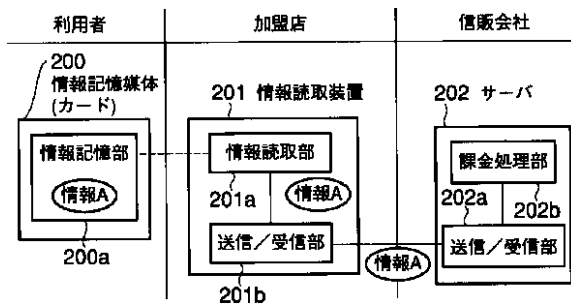 利用者
加盟店
信販会社
200
情報記憶媒体
(カード)
情報記憶部
情報A
200a
201 情報読取装置
情報読取部
201a
情報A
送信／受信部
201b
情報A
202 サーバ
課金処理部
202a
202b
送信／受信部